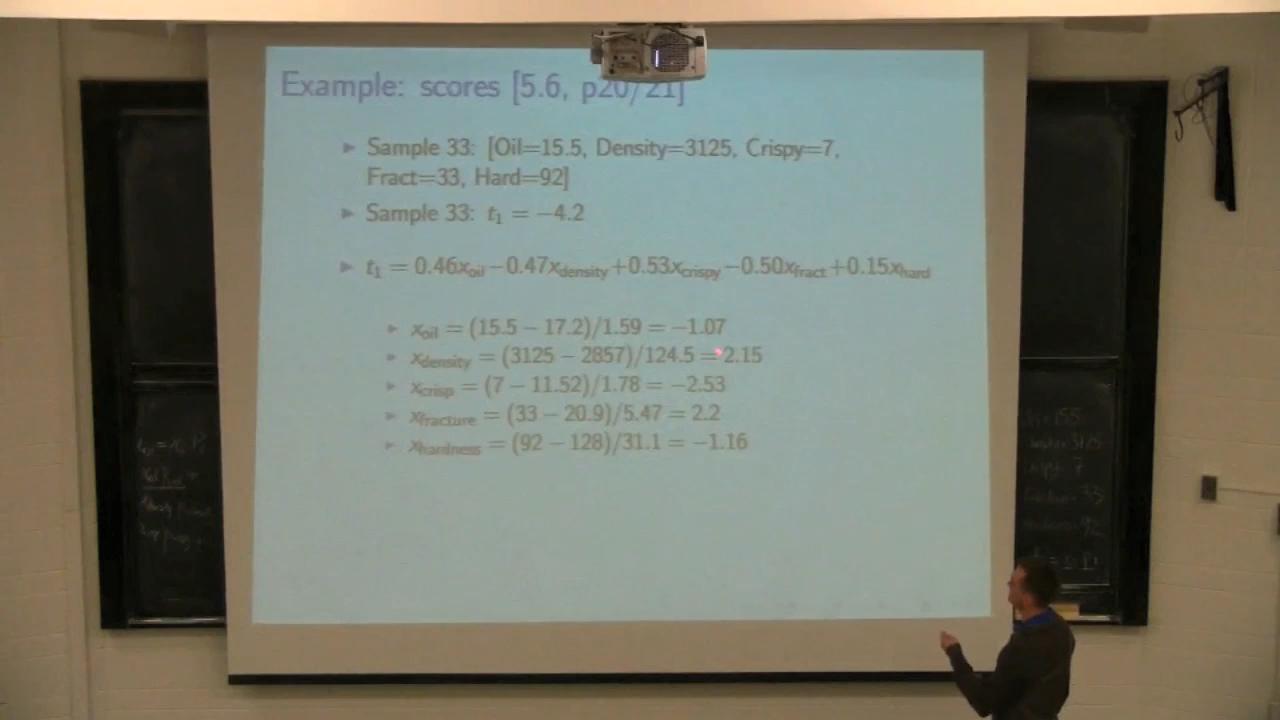 Example: scores [5.6, p20/21]
▶ Sample 33: [Oil=15.5, Density=3125, Crispy=7,
Fract=33, Hard=92]
▶ Sample 33: t₁ = −4.2
▶ t₁ = 0.46x_oil − 0.47x_density + 0.53x_crispy − 0.50x_fract + 0.15x_hard
▶ x_oil = (15.5 − 17.2)/1.59 = −1.07
▶ x_density = (3125 − 2857)/124.5 = 2.15
▶ x_crisp = (7 − 11.52)/1.78 = −2.53
▶ x_fracture = (33 − 20.9)/5.47 = 2.2
▶ x_hardness = (92 − 128)/31.1 = −1.16